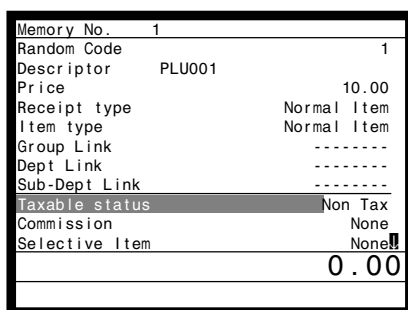 Memory No. 1
Random Code 1
Descriptor PLU001
Price 10.00
Receipt type Normal Item
Item type Normal Item
Group Link --------
Dept Link --------
Sub-Dept Link --------
Taxable status Non Tax
Commission None
Selective Item None↓
0.00